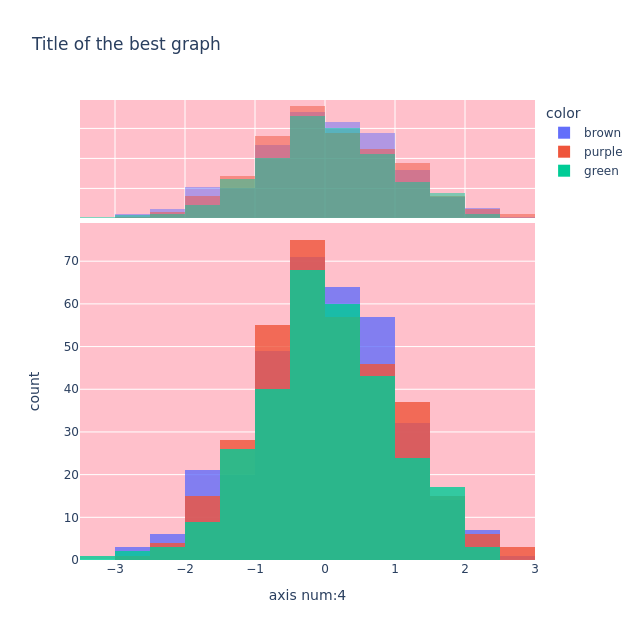 Title of the best graph
color
brown
purple
green
70
60
50
40
30
20
10
0
count
−3 −2 −1 0 1 2 3
axis num:4